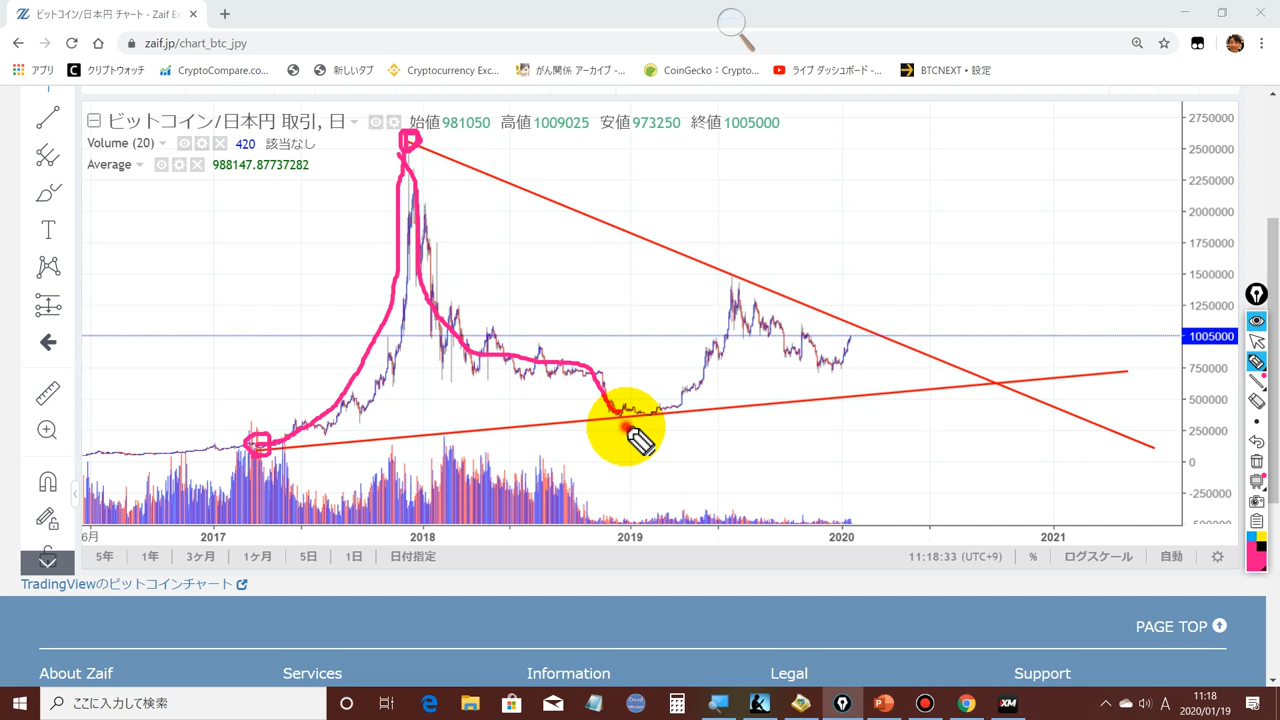 ビットコイン/日本円 チャート - Zaif Ex
zaif.jp/chart_btc_jpy
アプリ
クリプトウォッチ
CryptoCompare.co...
新しいタブ
Cryptocurrency Exc...
がん関係 アーカイブ - ...
CoinGecko : Crypto...
ライブ ダッシュボード - ...
BTCNEXT • 設定
ビットコイン/日本円 取引, 日
始値 981050 高値 1009025 安値 973250 終値 1005000
Volume (20)
420 該当なし
Average
988147.87737282
2750000
2500000
2250000
2000000
1750000
1500000
1250000
1005000
750000
500000
250000
0
-250000
6月
2017
2018
2019
2020
2021
5年
1年
3ヶ月
1ヶ月
5日
1日
日付指定
11:18:33 (UTC+9)
%
ログスケール
自動
TradingViewのビットコインチャート
PAGE TOP
About Zaif
Services
Information
Legal
Support
ここに入力して検索
XM
A
11:18
2020/01/19